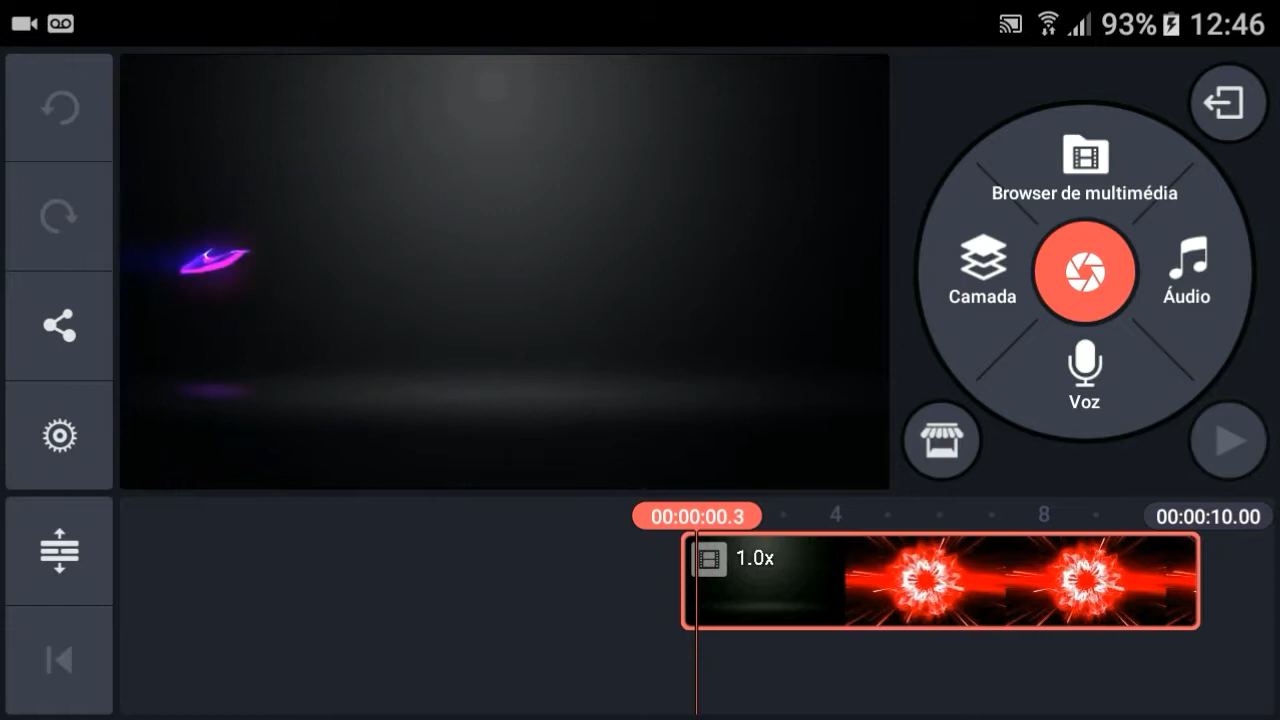 93% 12:46
Browser de multimédia
Camada
Áudio
Voz
00:00:00.3
4
8
00:00:10.00
1.0x